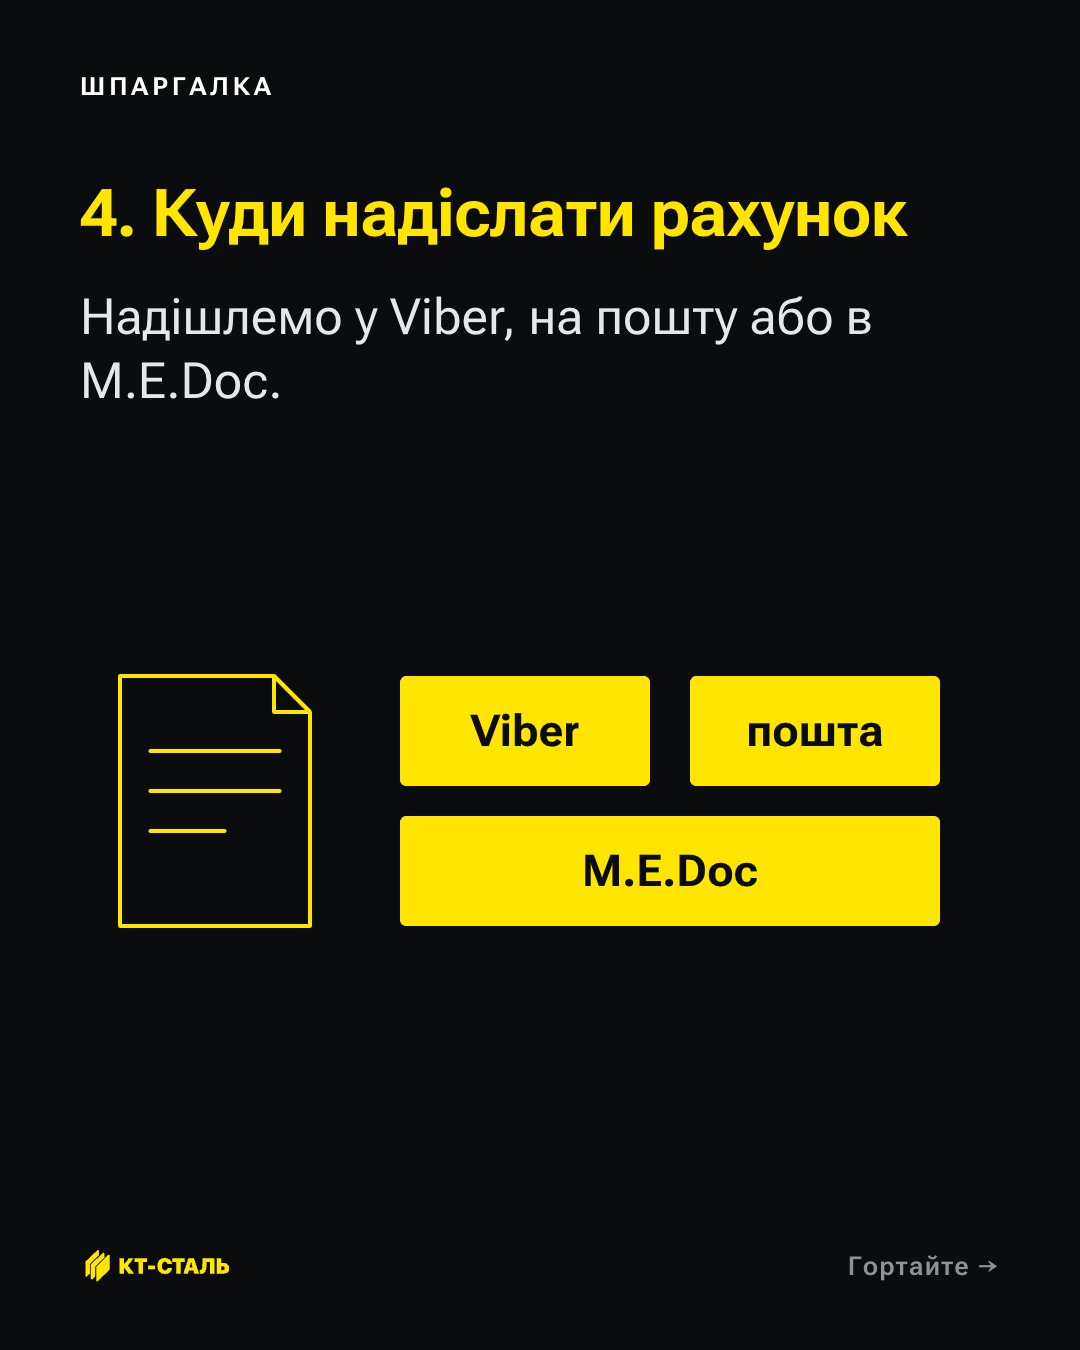 ШПАРГАЛКА
4. Куди надіслати рахунок
Надішлемо у Viber, на пошту або в
M.E.Doc.
Viber
пошта
M.E.Doc
КТ-СТАЛЬ
Гортайте →